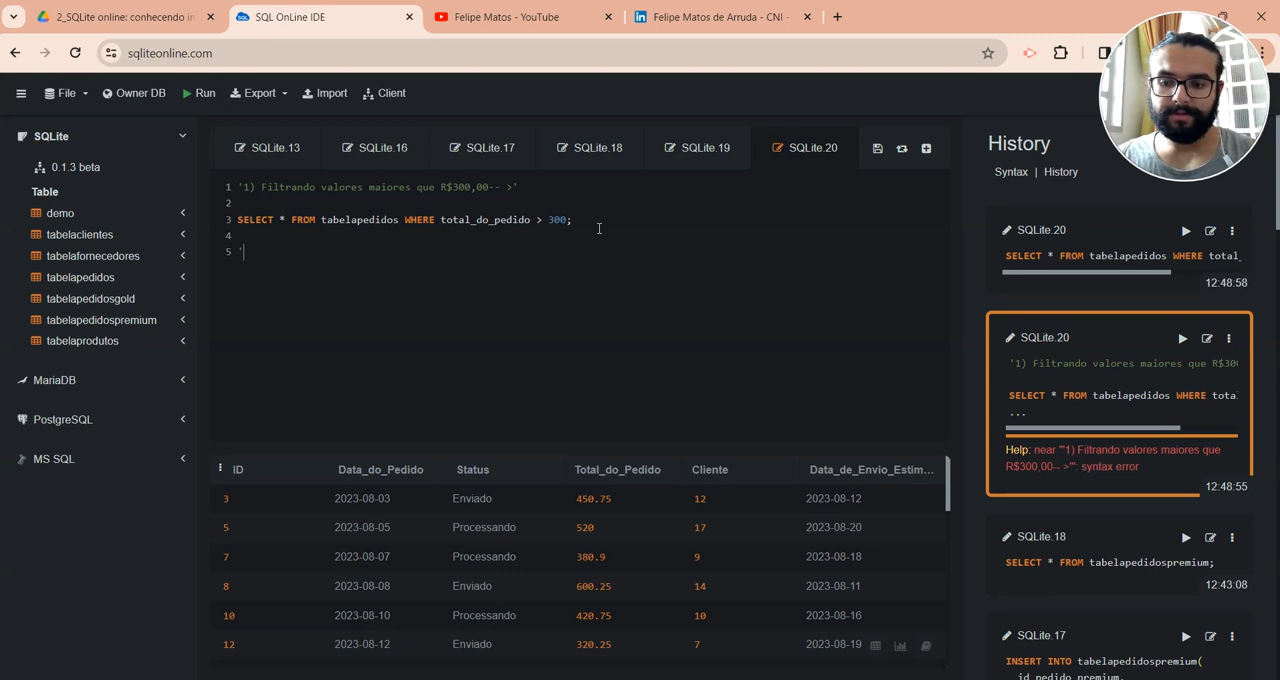 2_SQLite online: conhecendo in
SQL OnLine IDE
Felipe Matos - YouTube
Felipe Matos de Arruda - CNI -
sqliteonline.com
File
Owner DB
Run
Export
Import
Client
SQLite
0.1.3 beta
Table
demo
tabelaclientes
tabelafornecedores
tabelapedidos
tabelapedidosgold
tabelapedidospremium
tabelaprodutos
MariaDB
PostgreSQL
MS SQL
SQLite.13
SQLite.16
SQLite.17
SQLite.18
SQLite.19
SQLite.20
1 '1) Filtrando valores maiores que R$300,00-- >'
2
3 SELECT * FROM tabelapedidos WHERE total_do_pedido > 300;
4
5 '
ID Data_do_Pedido Status Total_do_Pedido Cliente Data_de_Envio_Estim...
3 2023-08-03 Enviado 450.75 12 2023-08-12
5 2023-08-05 Processando 520 17 2023-08-20
7 2023-08-07 Processando 380.9 9 2023-08-18
8 2023-08-08 Enviado 600.25 14 2023-08-11
10 2023-08-10 Processando 420.75 10 2023-08-16
12 2023-08-12 Enviado 320.25 7 2023-08-19
History
Syntax | History
SQLite.20
SELECT * FROM tabelapedidos WHERE total_
12:48:58
SQLite.20
'1) Filtrando valores maiores que R$30
SELECT * FROM tabelapedidos WHERE tota
...
Help: near "'1) Filtrando valores maiores que
R$300,00-- >'": syntax error
12:48:55
SQLite.18
SELECT * FROM tabelapedidospremium;
12:43:08
SQLite.17
INSERT INTO tabelapedidospremium(
id_pedido_premium,